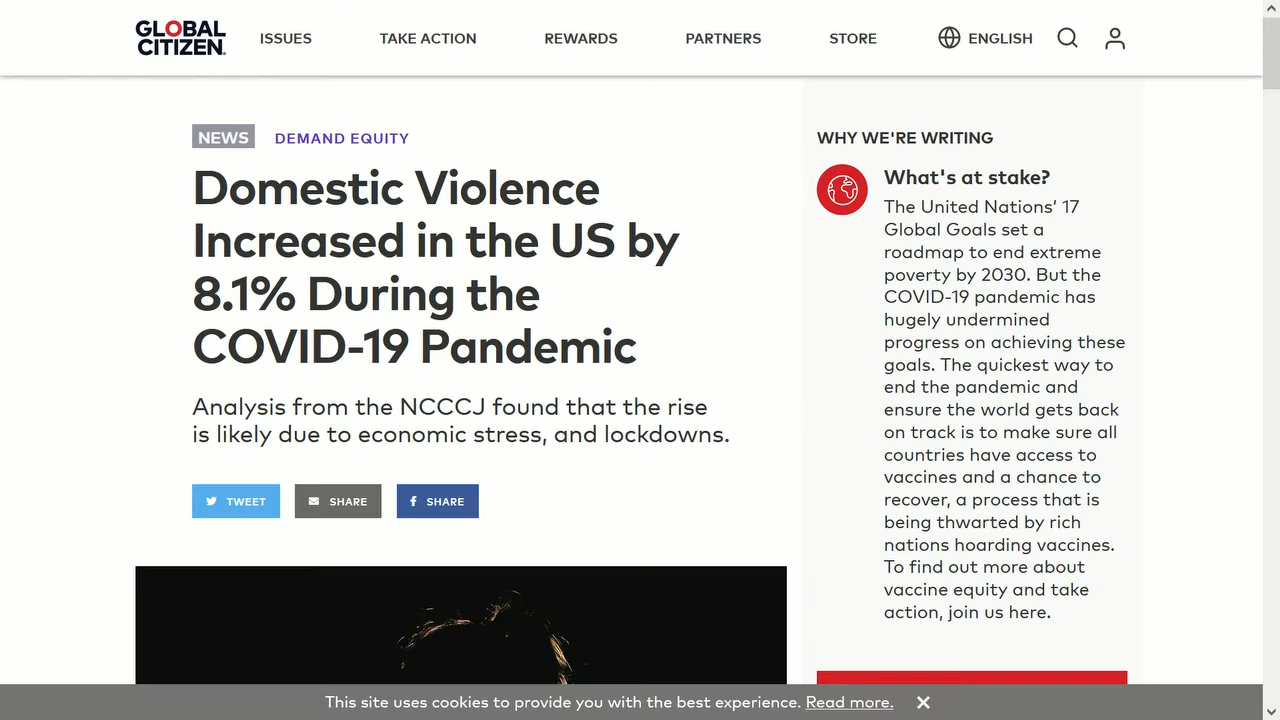 GLOBAL
CITIZEN.
ISSUES
TAKE ACTION
REWARDS
PARTNERS
STORE
ENGLISH
NEWS
DEMAND EQUITY
Domestic Violence
Increased in the US by
8.1% During the
COVID-19 Pandemic
Analysis from the NCCCJ found that the rise
is likely due to economic stress, and lockdowns.
TWEET
SHARE
SHARE
WHY WE'RE WRITING
What's at stake?
The United Nations’ 17
Global Goals set a
roadmap to end extreme
poverty by 2030. But the
COVID-19 pandemic has
hugely undermined
progress on achieving these
goals. The quickest way to
end the pandemic and
ensure the world gets back
on track is to make sure all
countries have access to
vaccines and a chance to
recover, a process that is
being thwarted by rich
nations hoarding vaccines.
To find out more about
vaccine equity and take
action, join us here.
This site uses cookies to provide you with the best experience. Read more.